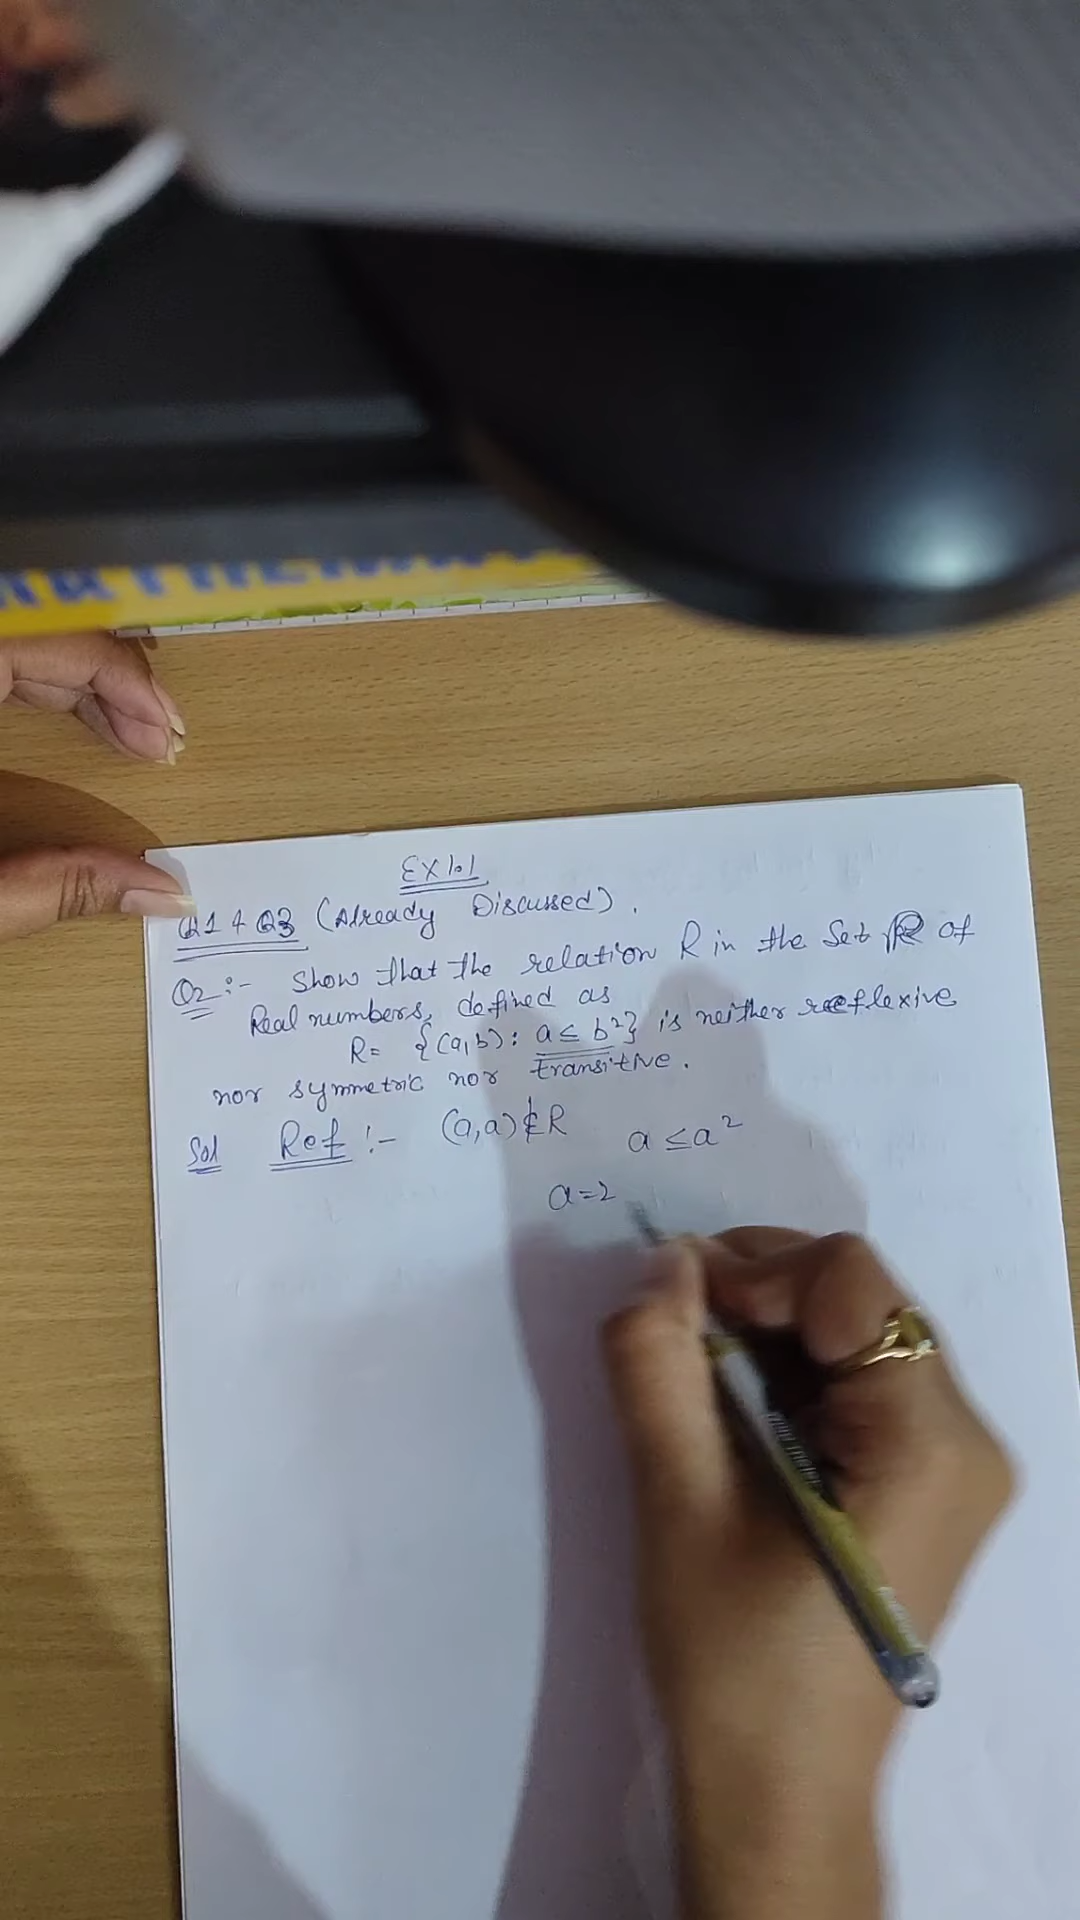 EX 1.1
Q1 & Q3 (Already Discussed).
Q2:- Show that the relation R in the Set R of
Real numbers, defined as
R= {(a,b): a ≤ b²} is neither reeflexive
nor symmetric nor transitive.
Sol Ref :- (a,a)∉R a ≤ a²
a=2